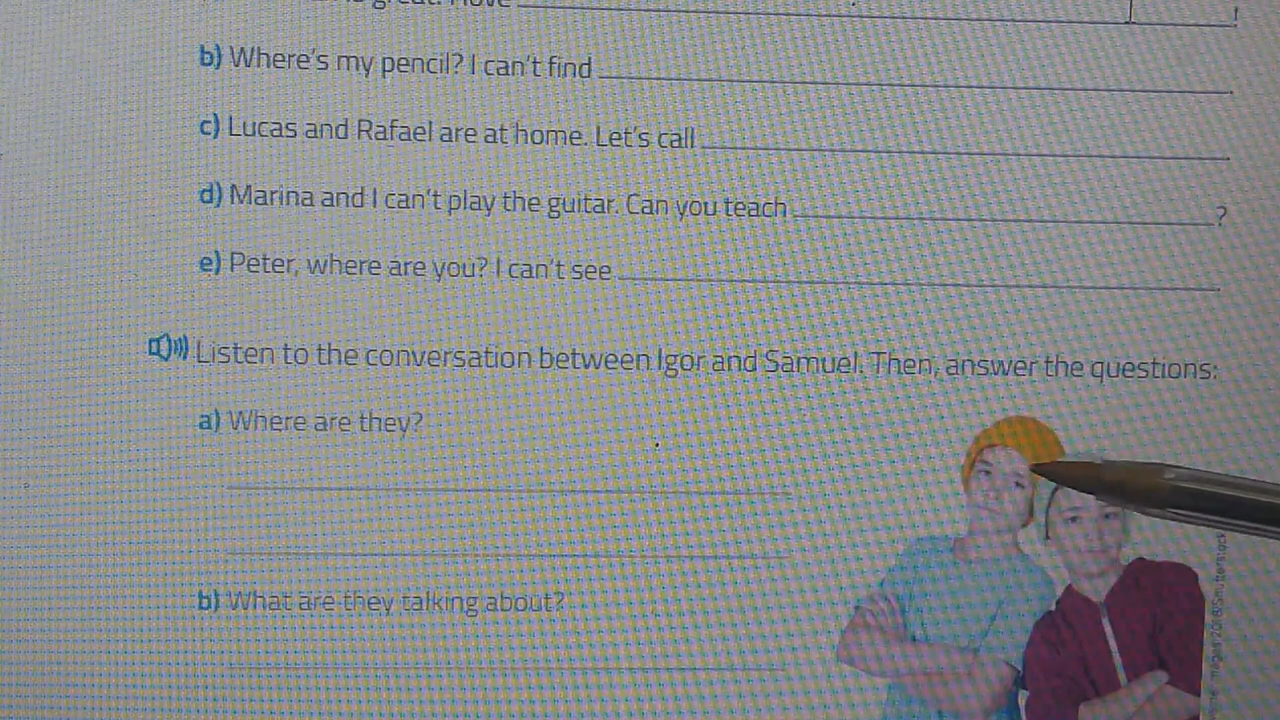 great. I love !
b) Where's my pencil? I can't find .
c) Lucas and Rafael are at home. Let's call .
d) Marina and I can't play the guitar. Can you teach ?
e) Peter, where are you? I can't see .
Listen to the conversation between Igor and Samuel. Then, answer the questions:
a) Where are they?
b) What are they talking about?